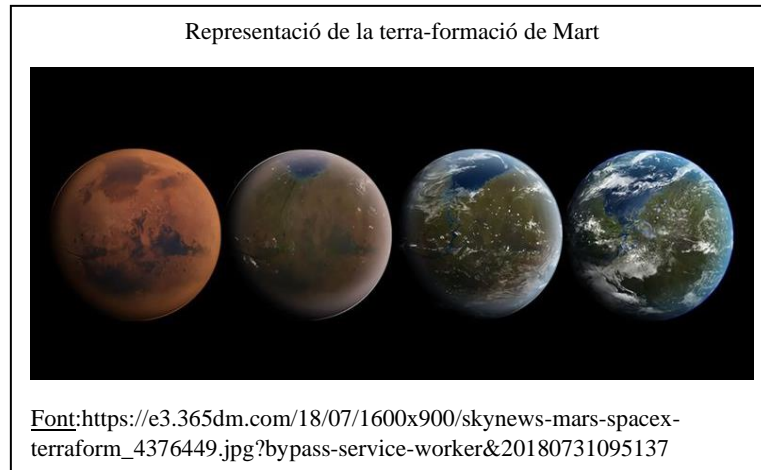 Representació de la terra-formació de Mart
Font:https://e3.365dm.com/18/07/1600x900/skynews-mars-spacex-
terraform_4376449.jpg?bypass-service-worker&20180731095137